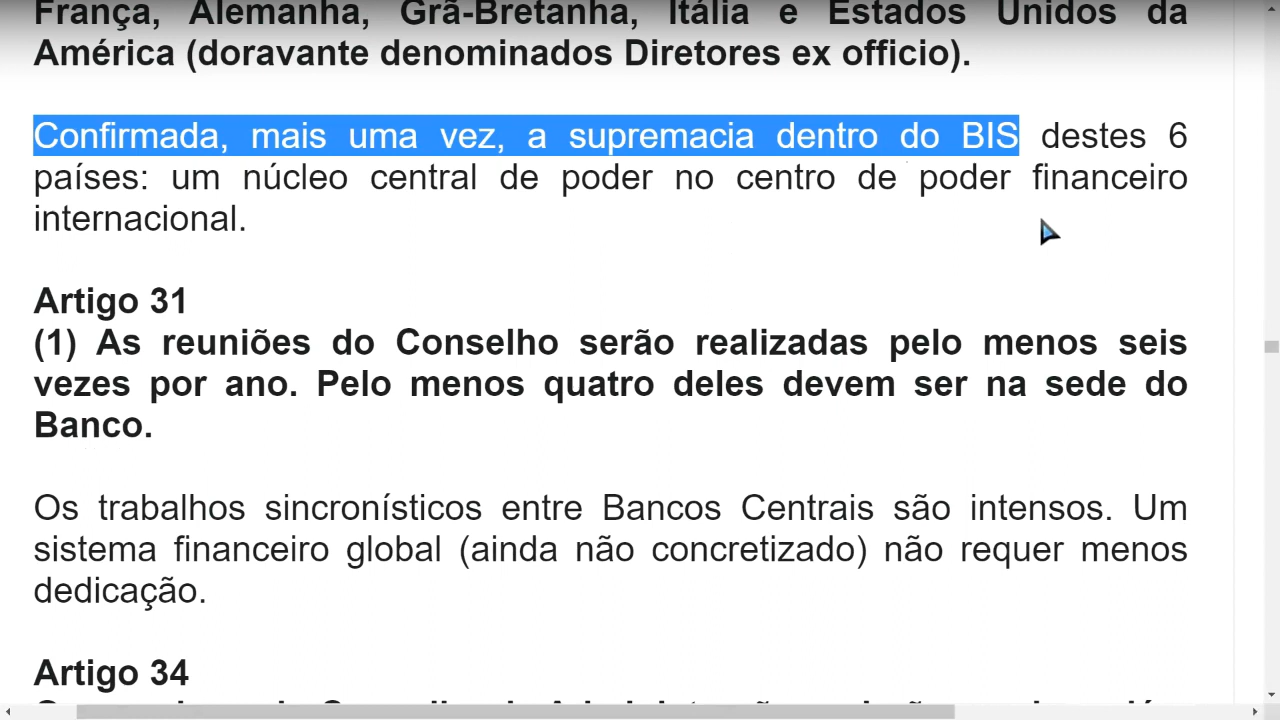 França, Alemanha, Grã-Bretanha, Itália e Estados Unidos da
América (doravante denominados Diretores ex officio).
Confirmada, mais uma vez, a supremacia dentro do BIS destes 6
países: um núcleo central de poder no centro de poder financeiro
internacional.
Artigo 31
(1) As reuniões do Conselho serão realizadas pelo menos seis
vezes por ano. Pelo menos quatro deles devem ser na sede do
Banco.
Os trabalhos sincronísticos entre Bancos Centrais são intensos. Um
sistema financeiro global (ainda não concretizado) não requer menos
dedicação.
Artigo 34